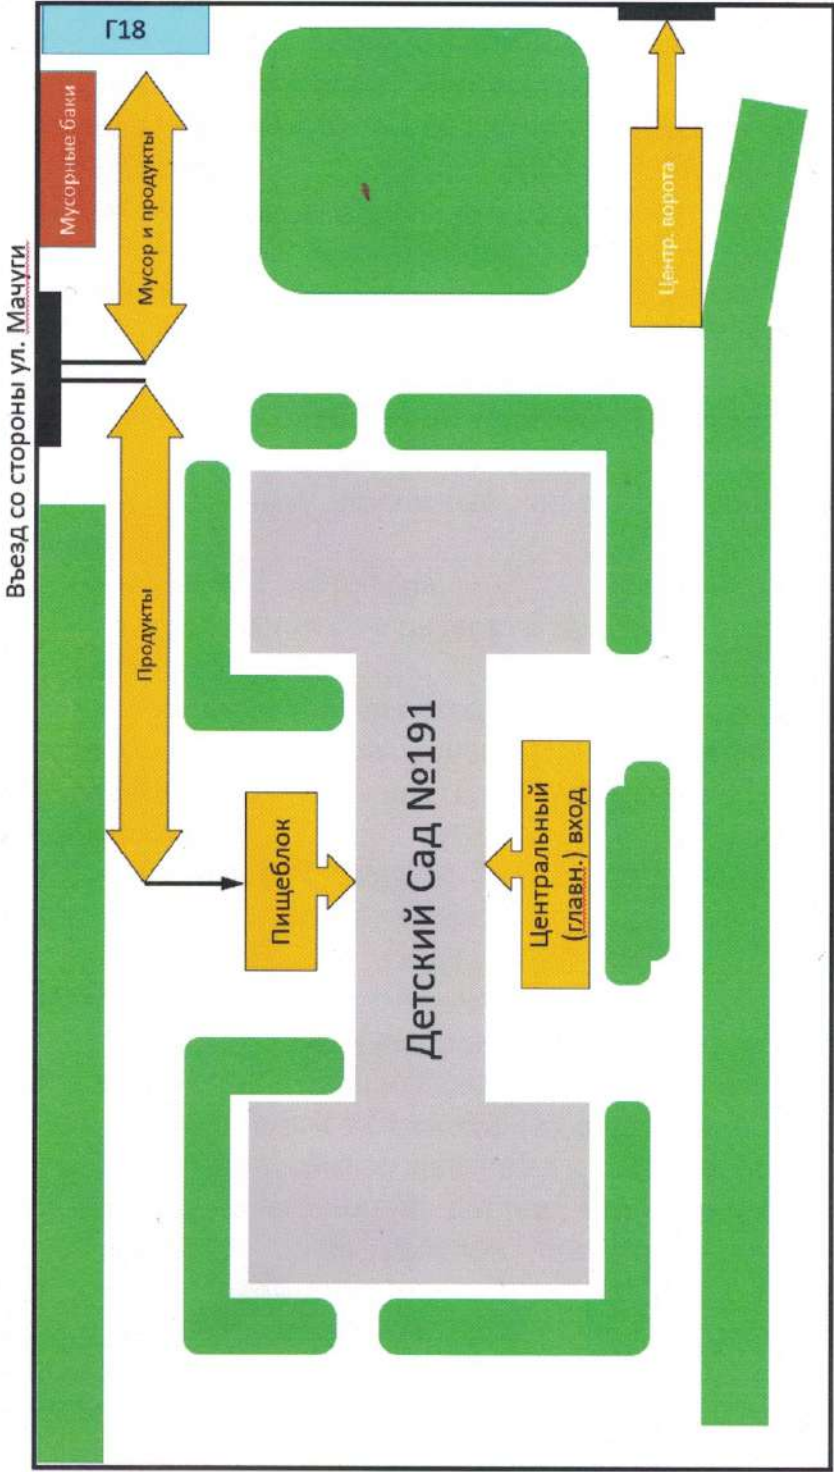 Въезд со стороны ул. Мачуги
Г18
Мусорные баки
Мусор и продукты
Продукты
Центр. ворота
Пищеблок
Детский Сад №191
Центральный
(главн.) вход